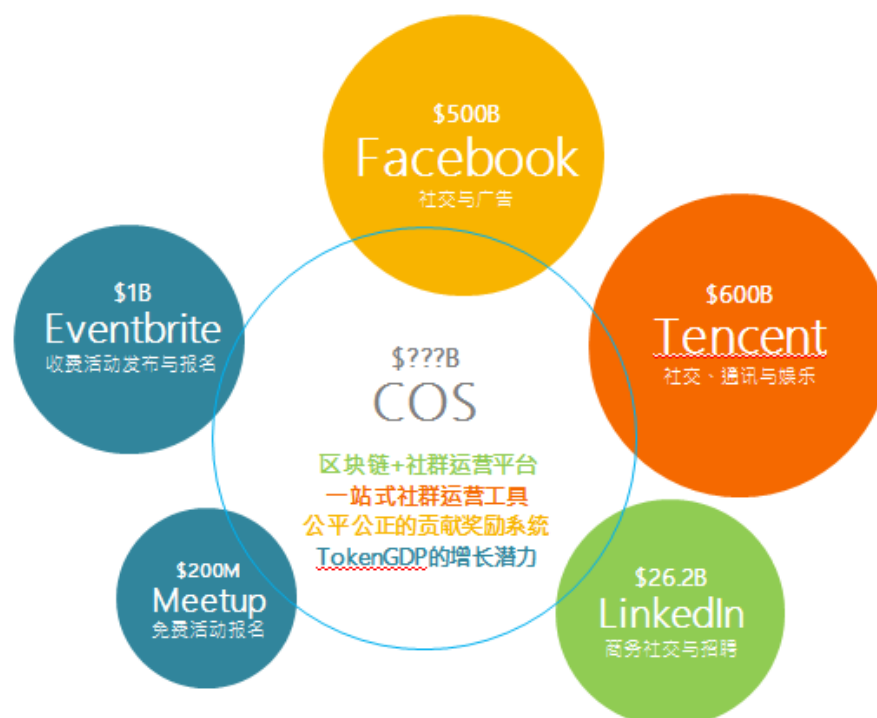 $500B
Facebook
社交与广告
$1B
Eventbrite
收费活动发布与报名
$600B
Tencent
社交、通讯与娱乐
$???B
COS
区块链+社群运营平台
一站式社群运营工具
公平公正的贡献奖励系统
TokenGDP的增长潜力
$200M
Meetup
免费活动报名
$26.2B
LinkedIn
商务社交与招聘